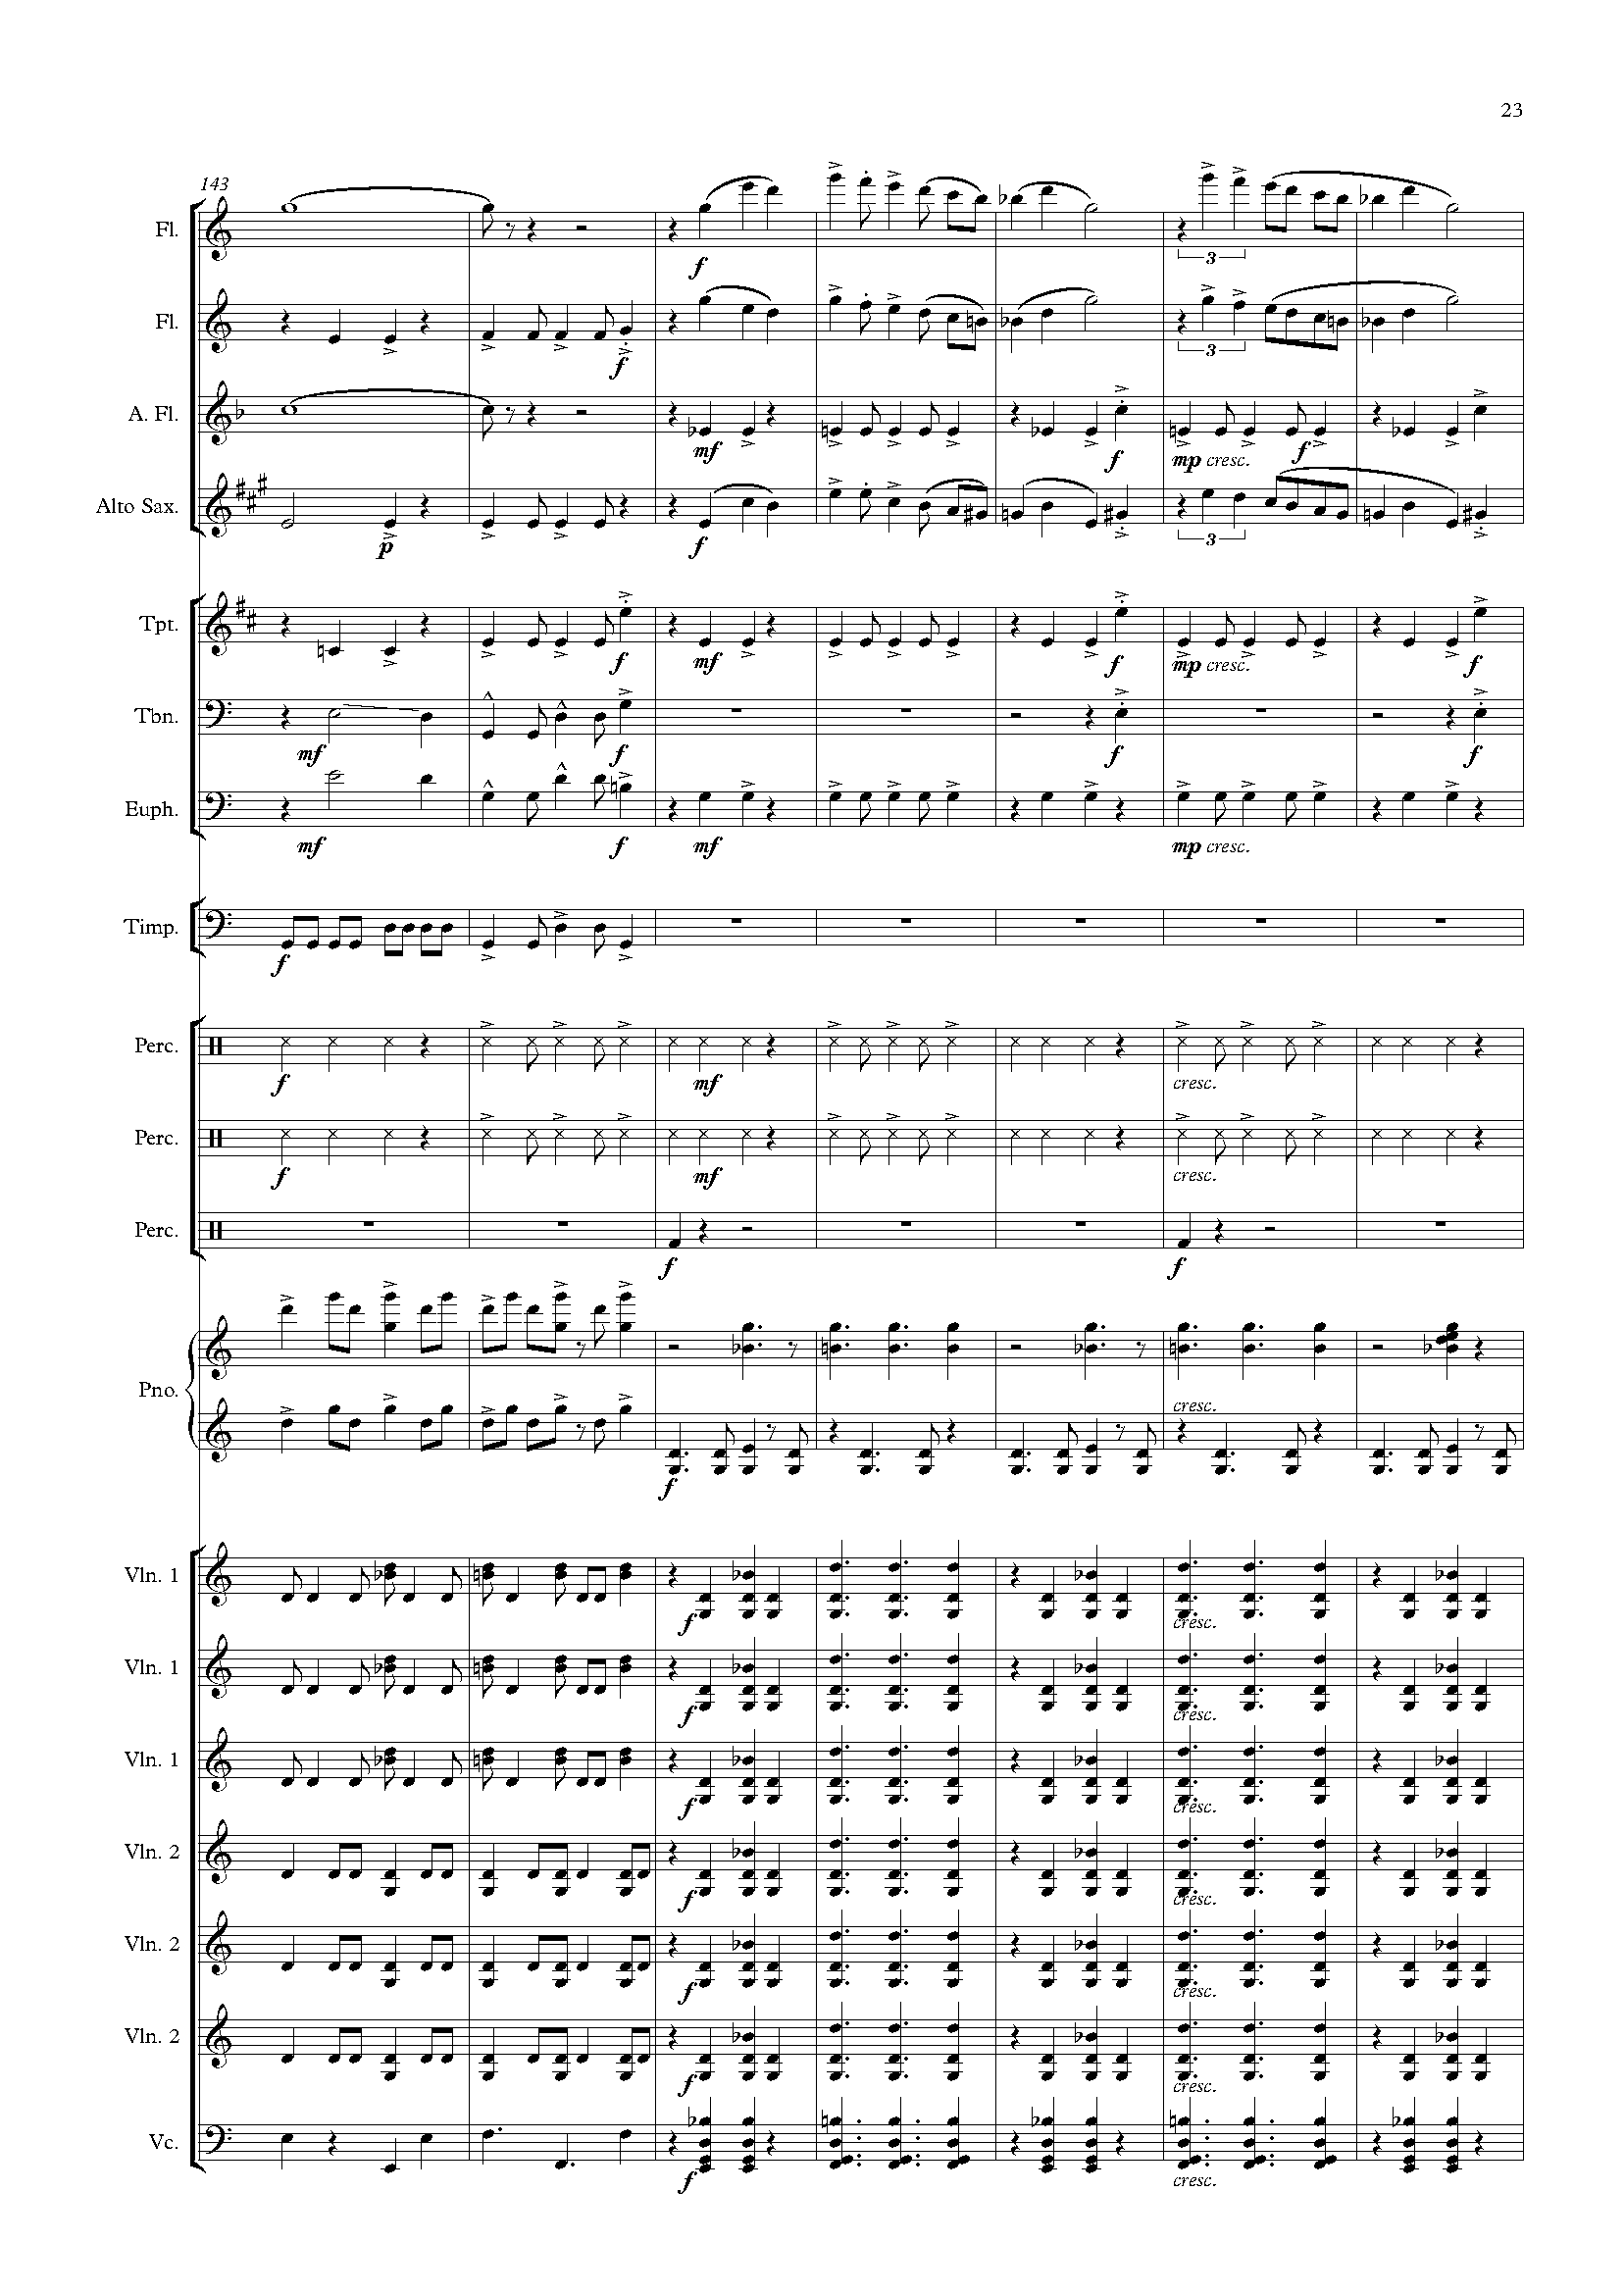 23
143
Fl.
f
3
Fl.
f
3
A. Fl.
mf f mp cresc. f
Alto Sax.
p f
3
Tpt.
f mf f mp cresc. f
Tbn.
mf f f f
Euph.
mf f mf mp cresc.
Timp.
f
Perc.
f mf cresc.
Perc.
f mf cresc.
Perc.
f f
Pno.
cresc.
f
Vln. 1
f cresc.
Vln. 1
f cresc.
Vln. 1
f cresc.
Vln. 2
f cresc.
Vln. 2
f cresc.
Vln. 2
f cresc.
Vc.
f cresc.